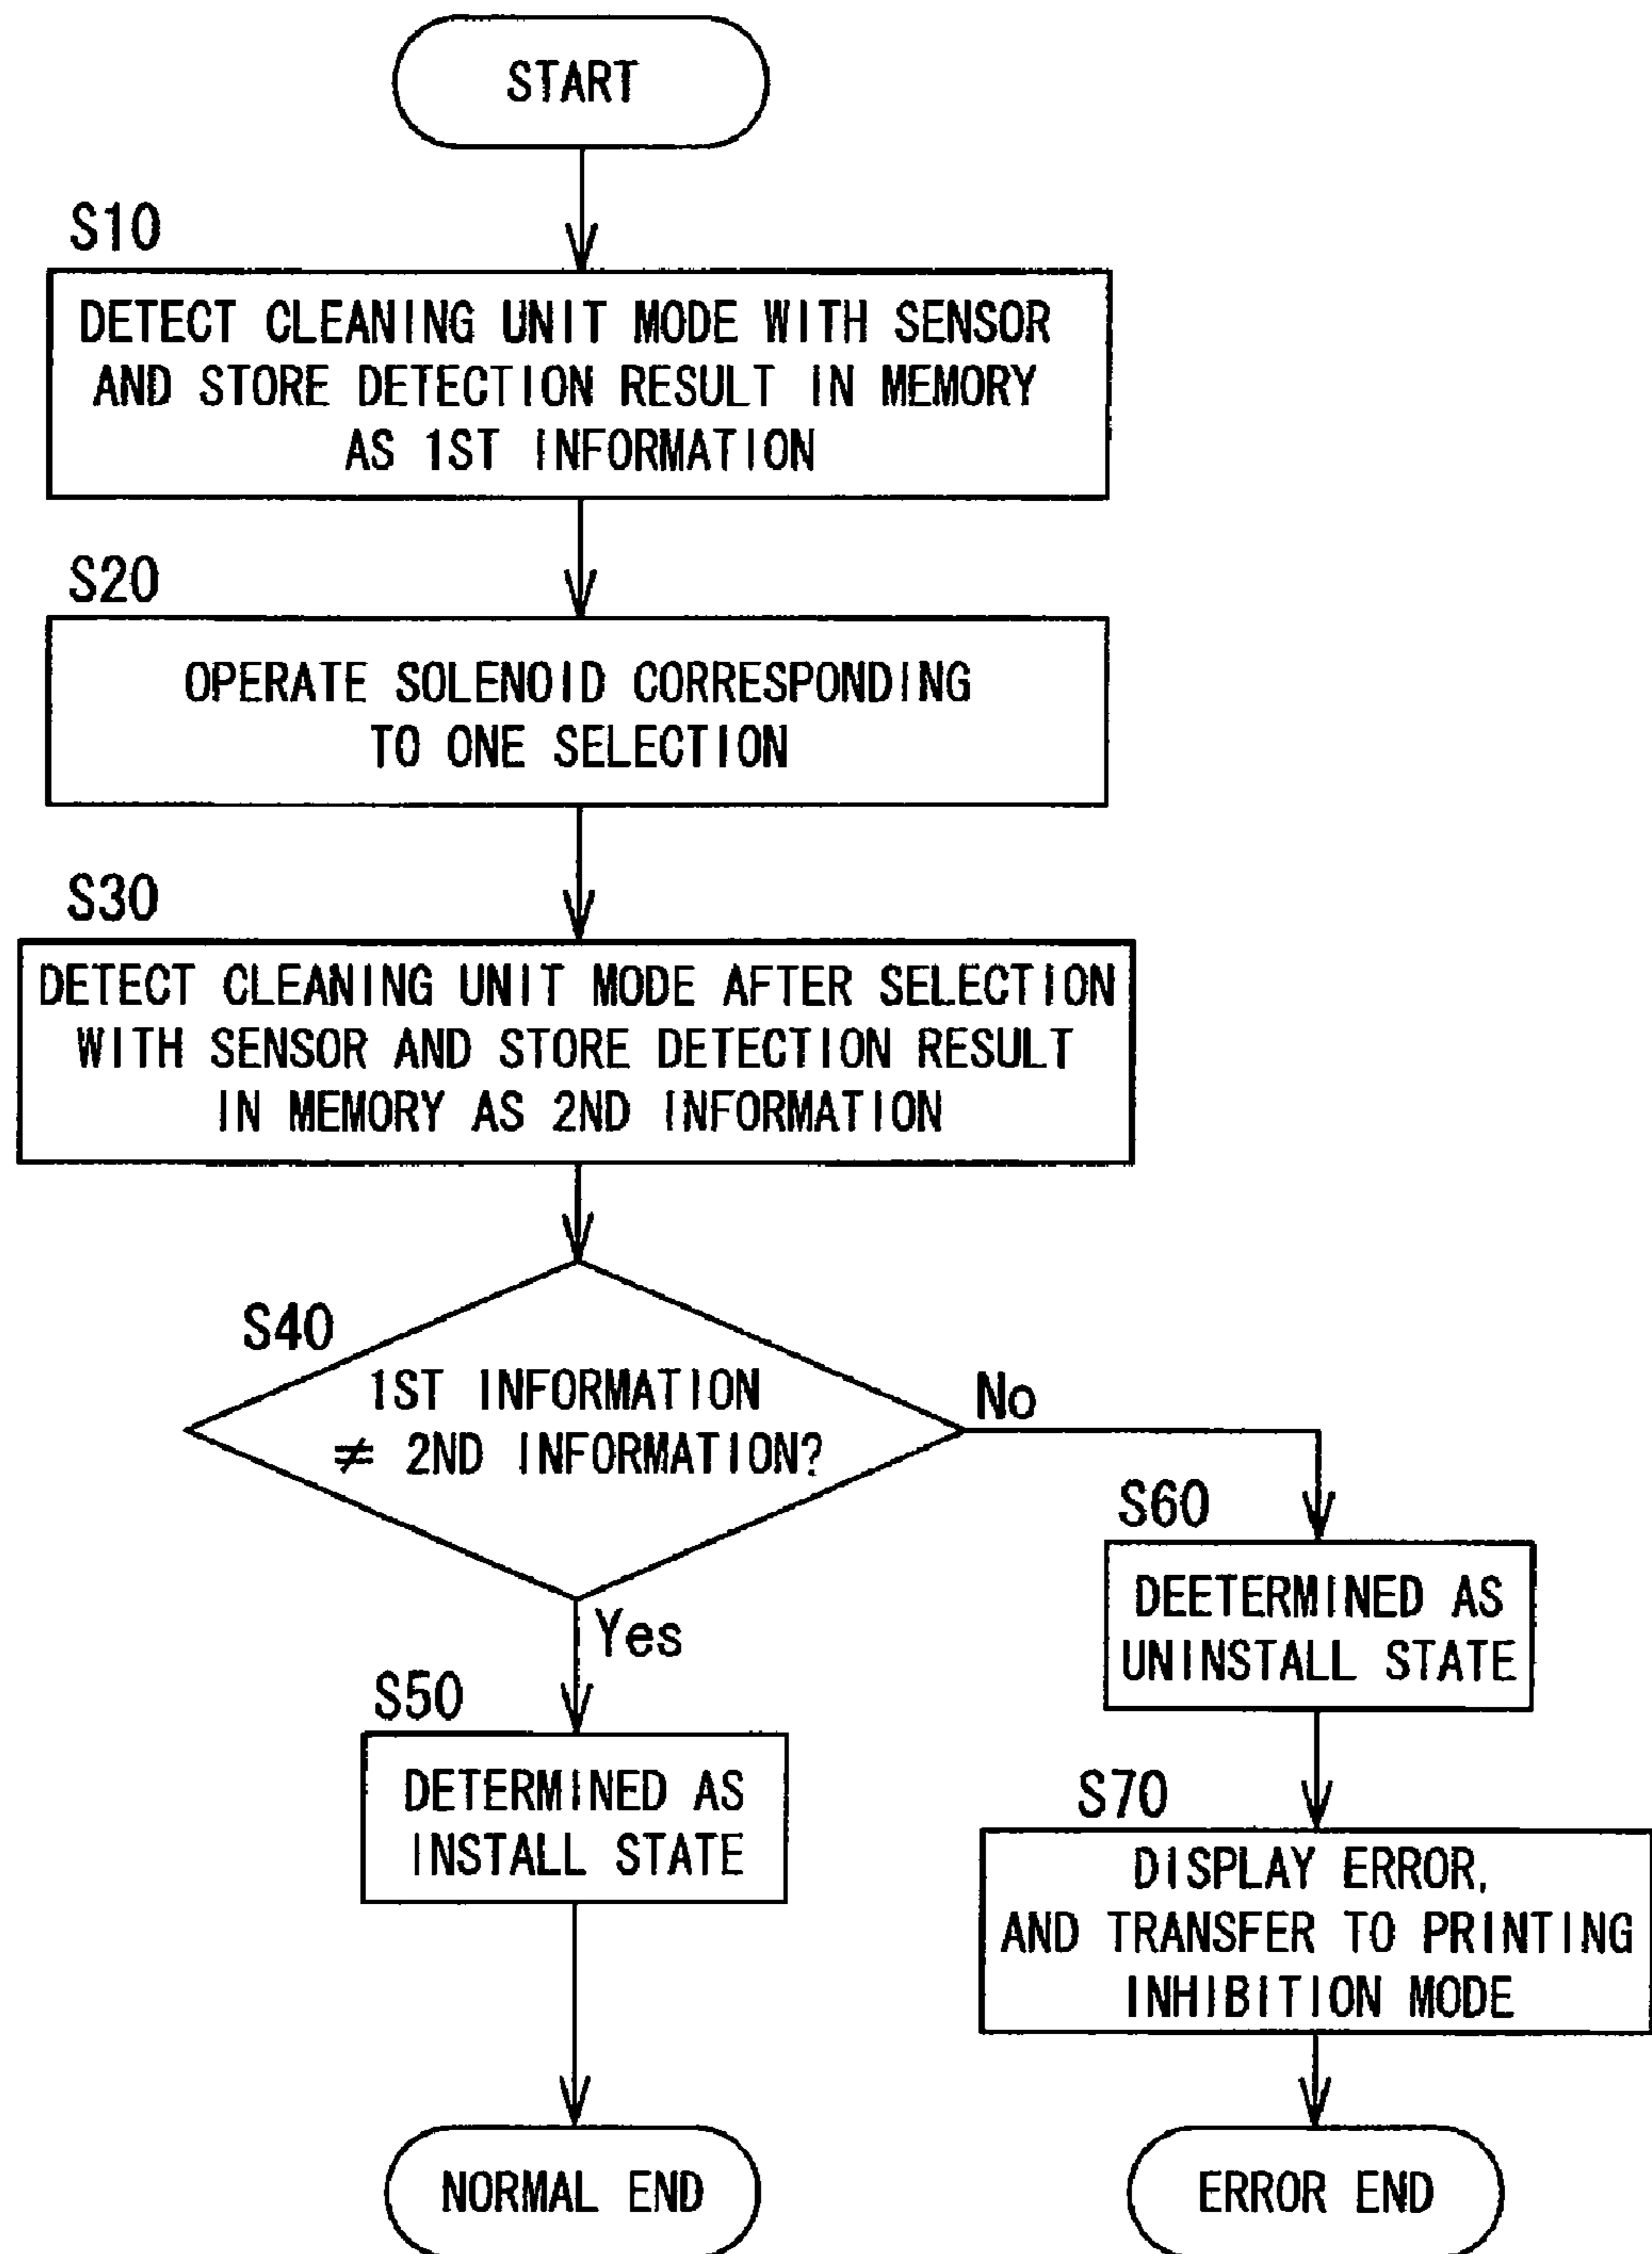 START
S10
DETECT CLEANING UNIT MODE WITH SENSOR
AND STORE DETECTION RESULT IN MEMORY
AS 1ST INFORMATION
S20
OPERATE SOLENOID CORRESPONDING
TO ONE SELECTION
S30
DETECT CLEANING UNIT MODE AFTER SELECTION
WITH SENSOR AND STORE DETECTION RESULT
IN MEMORY AS 2ND INFORMATION
S40
1ST INFORMATION
≠ 2ND INFORMATION?
No
Yes
S50
DETERMINED AS
INSTALL STATE
NORMAL END
S60
DEETERMINED AS
UNINSTALL STATE
S70
DISPLAY ERROR,
AND TRANSFER TO PRINTING
INHIBITION MODE
ERROR END